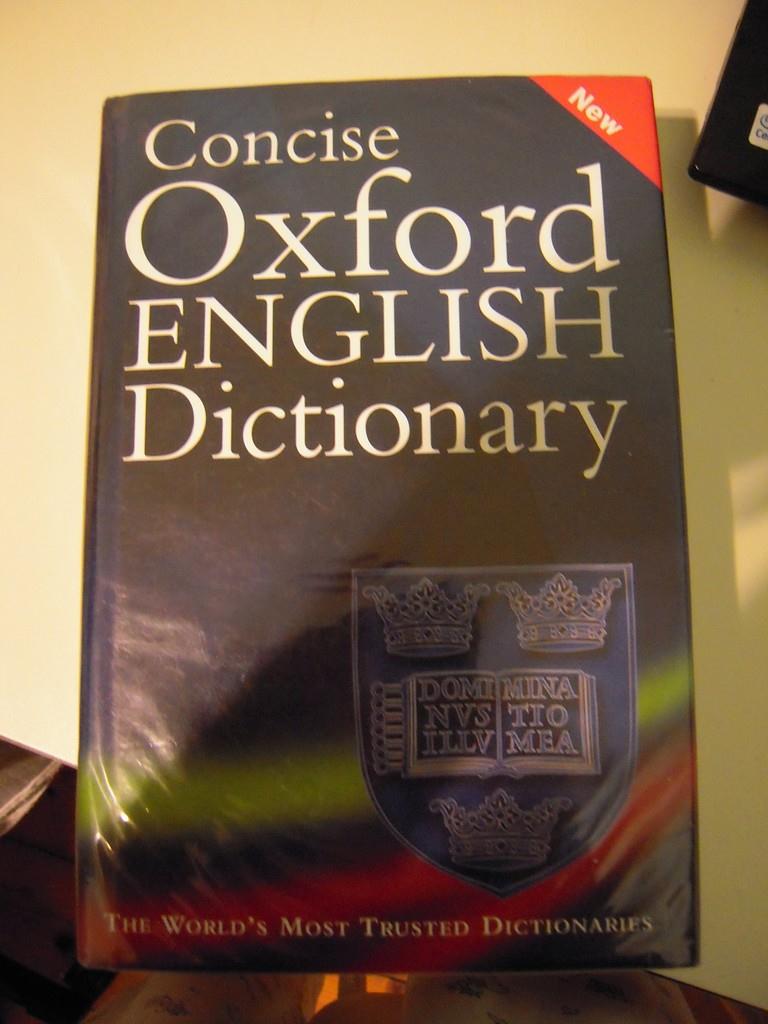 New
Concise
Oxford
ENGLISH
Dictionary
DOMI MINA
NVS TIO
ILLV MEA
THE WORLD'S MOST TRUSTED DICTIONARIES